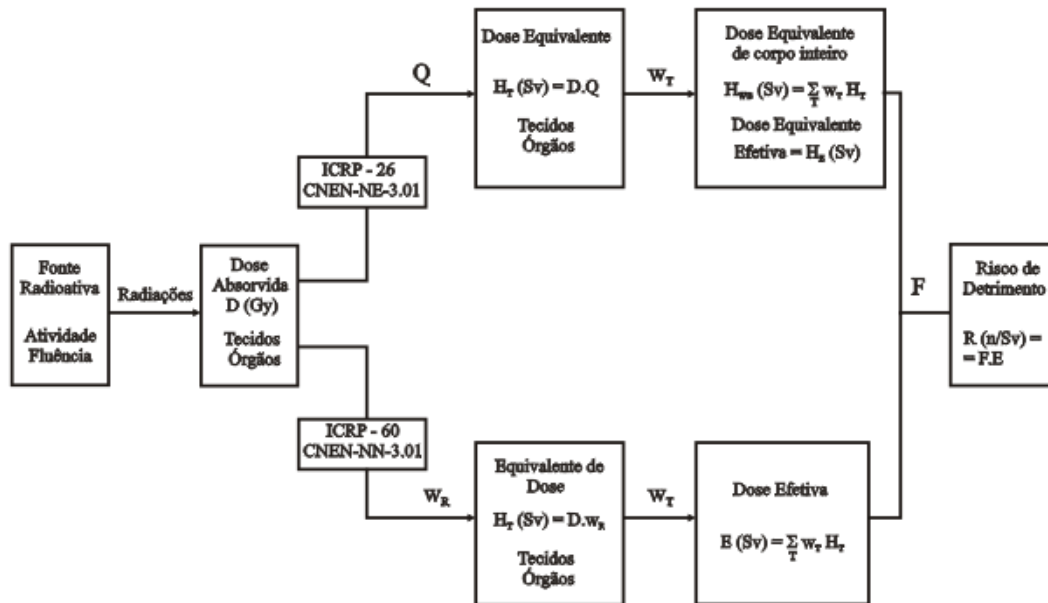 Fonte
Radioativa
Atividade
Fluência
Radiações
Dose
Absorvida
D (Gy)
Tecidos
Órgãos
ICRP - 26
CNEN-NE-3.01
Q
Dose Equivalente
H_T (Sv) = D.Q
Tecidos
Órgãos
W_T
Dose Equivalente
de corpo inteiro
H_WB (Sv) = Σ_T w_T H_T
Dose Equivalente
Efetiva = H_E (Sv)
ICRP - 60
CNEN-NN-3.01
W_R
Equivalente de
Dose
H_T (Sv) = D.w_R
Tecidos
Órgãos
W_T
Dose Efetiva
E (Sv) = Σ_T w_T H_T
F
Risco de
Detrimento
R (n/Sv) =
= F.E